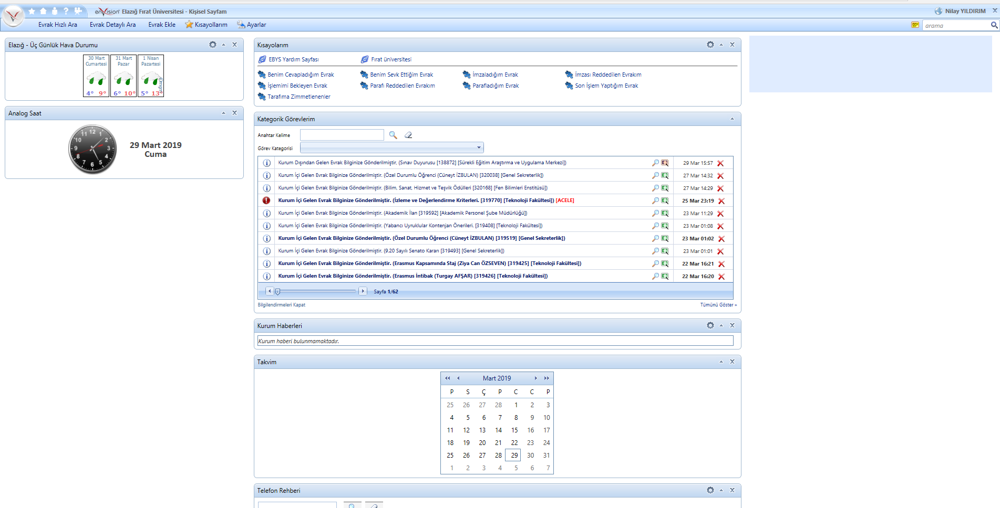 enVision Elazığ Fırat Üniversitesi - Kişisel Sayfam
Nilay YILDIRIM
Evrak Hızlı Ara Evrak Detaylı Ara Evrak Ekle Kısayollarım Ayarlar
arama
Elazığ - Üç Günlük Hava Durumu
30 Mart 31 Mart 1 Nisan
Cumartesi Pazar Pazartesi
©mgm
4° 9° 6° 10° 5° 13°
Analog Saat
12 1 2 3 4 5 6 7 8 9 10 11
29 Mart 2019
Cuma
Kısayolarım
EBYS Yardım Sayfası Fırat üniversitesi
Benim Cevapladığım Evrak Benim Sevk Ettiğim Evrak İmzaladığım Evrak İmzası Reddedilen Evrakım
İşlemimi Bekleyen Evrak Parafı Reddedilen Evrakım Parafladığım Evrak Son İşlem Yaptığım Evrak
Tarafıma Zimmetlenenler
Kategorik Görevlerim
Anahtar Kelime
Görev Kategorisi
Kurum Dışından Gelen Evrak Bilginize Gönderilmiştir, (Sınav Duyurusu [138872] [Sürekli Eğitim Araştırma ve Uygulama Merkezi]) 29 Mar 15:57
Kurum İçi Gelen Evrak Bilginize Gönderilmiştir. (Özel Durumlu Öğrenci (Cüneyt İZBULAN) [320038] [Genel Sekreterlik]) 27 Mar 14:32
Kurum İçi Gelen Evrak Bilginize Gönderilmiştir. (Bilim, Sanat, Hizmet ve Teşvik Ödülleri [320168] [Fen Bilimleri Enstitüsü]) 27 Mar 14:29
Kurum İçi Gelen Evrak Bilginize Gönderilmiştir. (İzleme ve Değerlendirme Kriterleri. [319770] [Teknoloji Fakültesi]) [ACELE] 25 Mar 23:19
Kurum İçi Gelen Evrak Bilginize Gönderilmiştir. (Akademik İlan [319592] [Akademik Personel Şube Müdürlüğü]) 23 Mar 11:29
Kurum İçi Gelen Evrak Bilginize Gönderilmiştir. (Yabancı Uyruklular Kontenjan Önerileri. [319408] [Teknoloji Fakültesi]) 23 Mar 01:08
Kurum İçi Gelen Evrak Bilginize Gönderilmiştir. (Özel Durumlu Öğrenci (Cüneyt İZBULAN) [319519] [Genel Sekreterlik]) 23 Mar 01:02
Kurum İçi Gelen Evrak Bilginize Gönderilmiştir. (9.20 Sayılı Senato Kararı [319493] [Genel Sekreterlik]) 23 Mar 01:01
Kurum İçi Gelen Evrak Bilginize Gönderilmiştir. (Erasmus Kapsamında Staj (Ziya Can ÖZSEVEN) [319425] [Teknoloji Fakültesi]) 22 Mar 16:21
Kurum İçi Gelen Evrak Bilginize Gönderilmiştir. (Erasmus İntibak (Turgay AFŞAR) [319426] [Teknoloji Fakültesi]) 22 Mar 16:20
Sayfa 1/62
Bilgilendirmeleri Kapat Tümünü Göster »
Kurum Haberleri
Kurum haberi bulunmamaktadır.
Takvim
Mart 2019
P S Ç P C C P
25 26 27 28 1 2 3
4 5 6 7 8 9 10
11 12 13 14 15 16 17
18 19 20 21 22 23 24
25 26 27 28 29 30 31
1 2 3 4 5 6 7
Telefon Rehberi